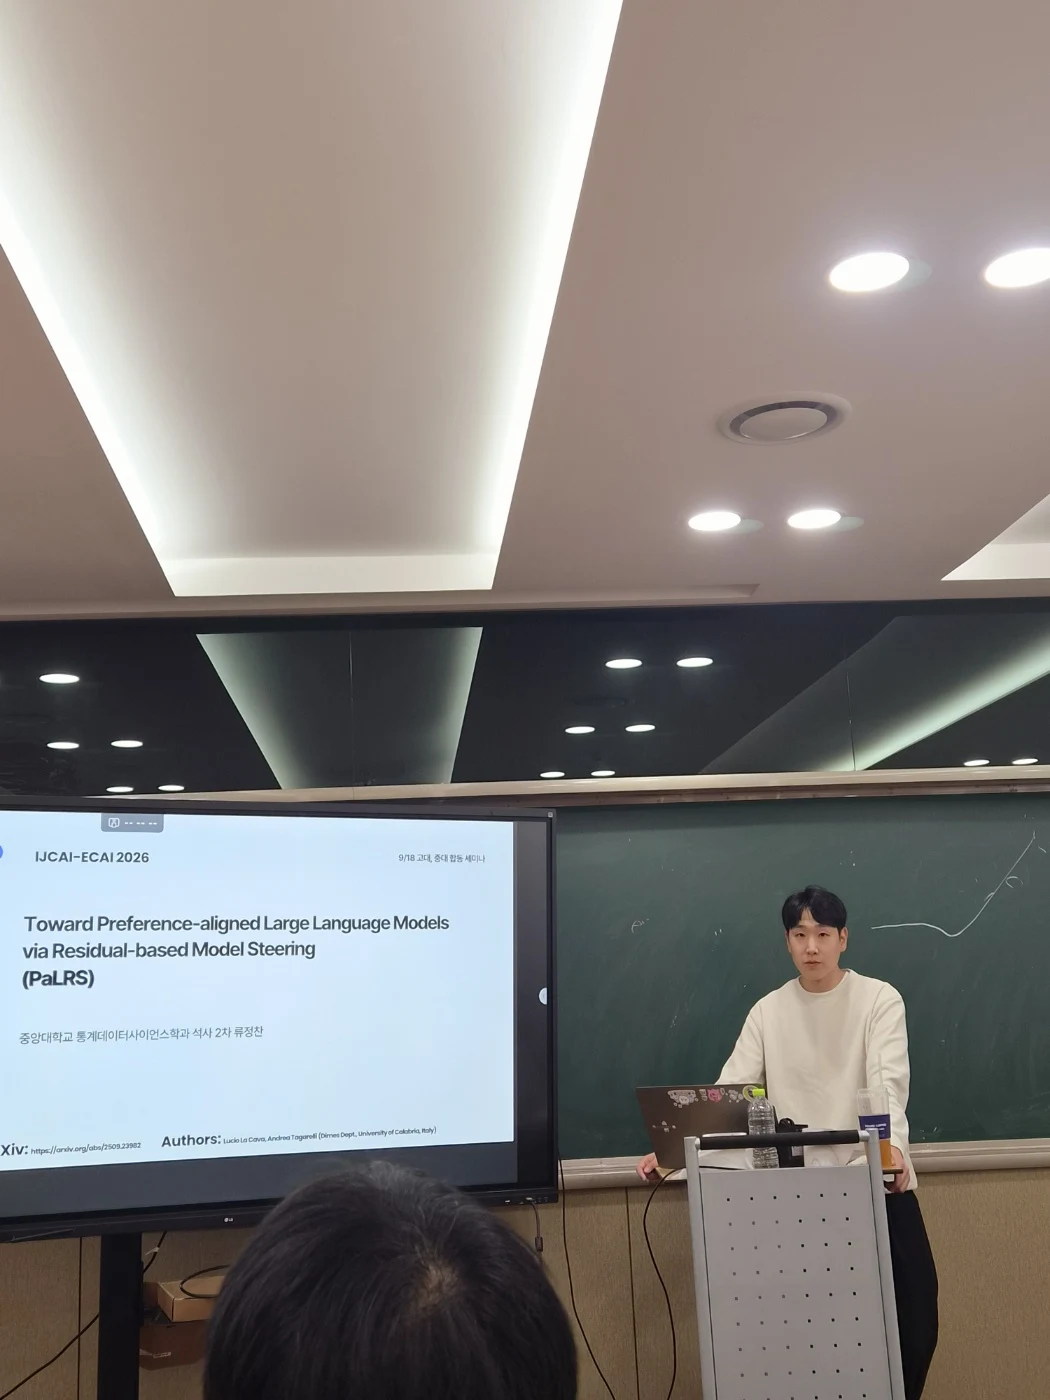 IJCAI-ECAI 2026
9/18 고대, 중대 합동 세미나
Toward Preference-aligned Large Language Models
via Residual-based Model Steering
(PaLRS)
중앙대학교 통계데이터사이언스학과 석사 2차 류정찬
Xiv: https://arxiv.org/abs/2509.23982
Authors: Lucio La Cava, Andrea Tagarelli (Dimes Dept., University of Calabria, Italy)
LG